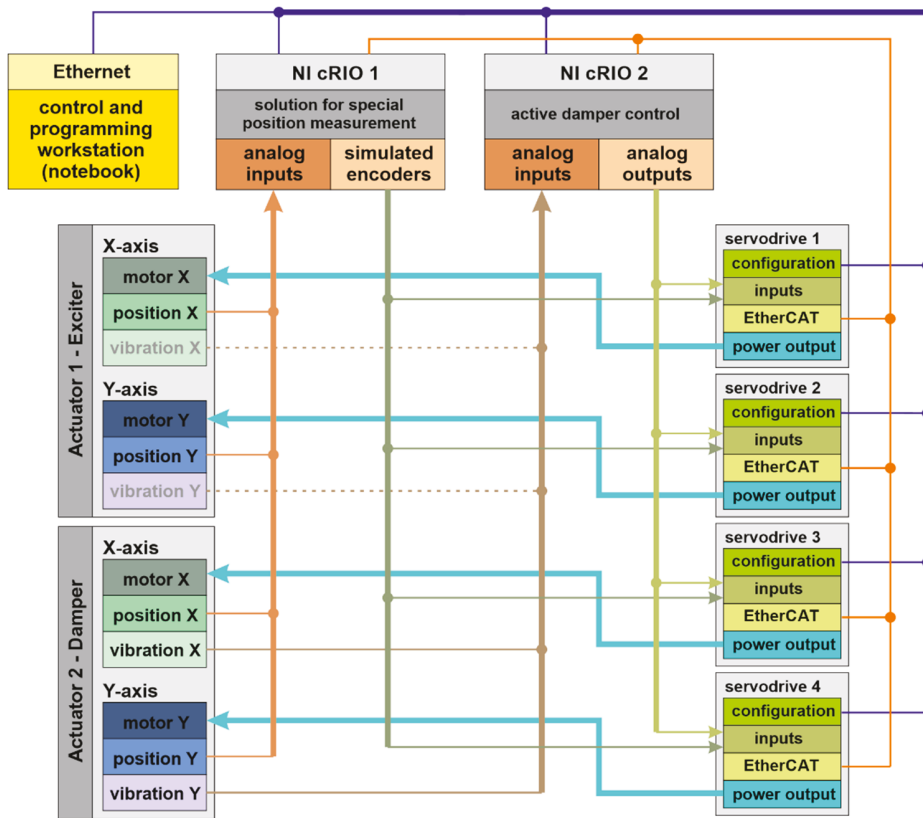 Ethernet
control and
programming
workstation
(notebook)
NI cRIO 1
solution for special
position measurement
analog
inputs
simulated
encoders
NI cRIO 2
active damper control
analog
inputs
analog
outputs
Actuator 1 - Exciter
X-axis
motor X
position X
vibration X
Y-axis
motor Y
position Y
vibration Y
Actuator 2 - Damper
X-axis
motor X
position X
vibration X
Y-axis
motor Y
position Y
vibration Y
servodrive 1
configuration
inputs
EtherCAT
power output
servodrive 2
configuration
inputs
EtherCAT
power output
servodrive 3
configuration
inputs
EtherCAT
power output
servodrive 4
configuration
inputs
EtherCAT
power output